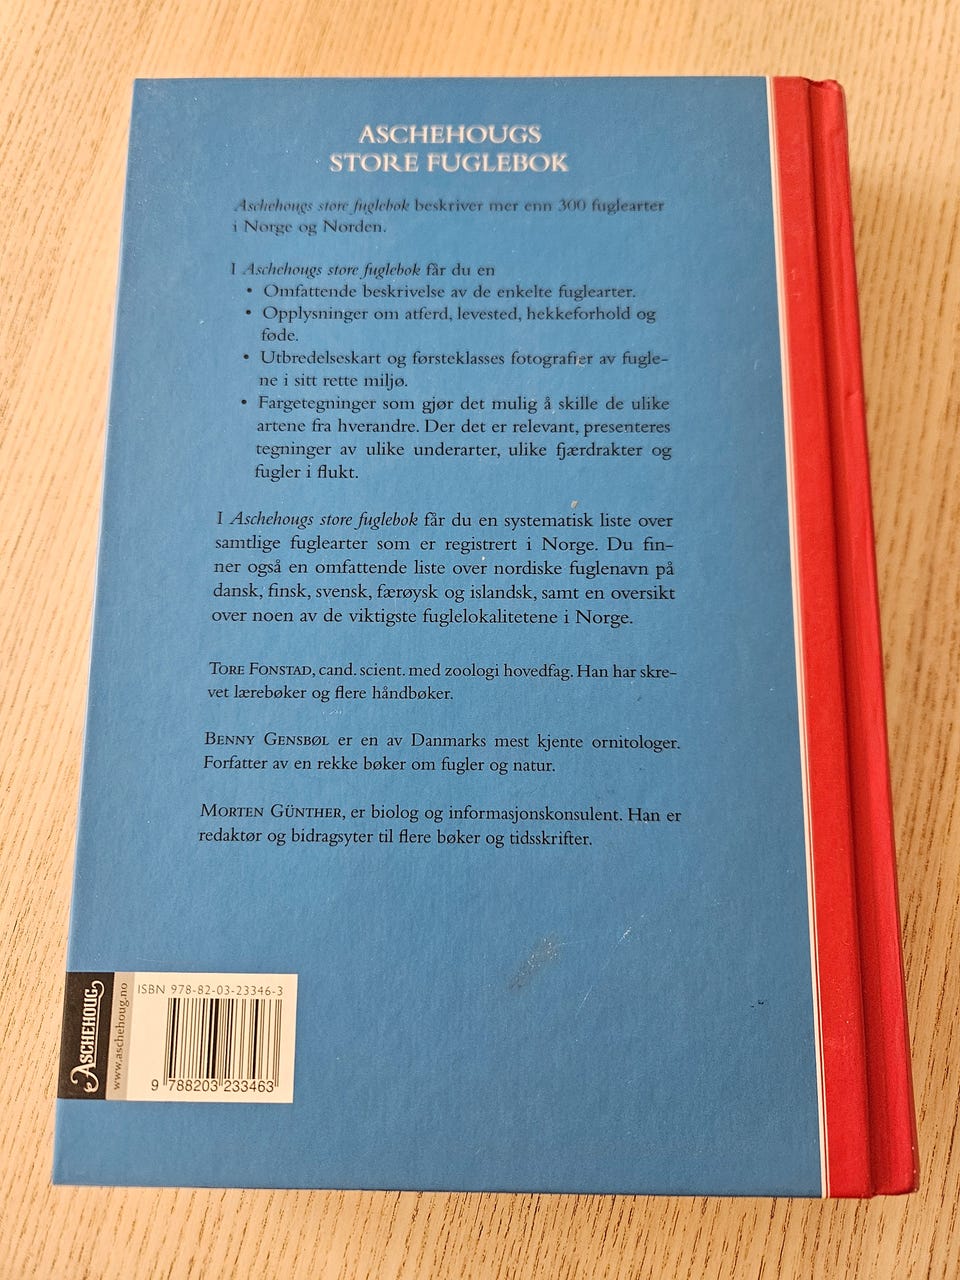 ASCHEHOUGS
STORE FUGLEBOK
Aschehougs store fuglebok beskriver mer enn 300 fuglearter
i Norge og Norden.
I Aschehougs store fuglebok får du en
• Omfattende beskrivelse av de enkelte fuglearter.
• Opplysninger om atferd, levested, hekkeforhold og
føde.
• Utbredelseskart og førsteklasses fotografier av fugle-
ne i sitt rette miljø.
• Fargetegninger som gjør det mulig å skille de ulike
artene fra hverandre. Der det er relevant, presenteres
tegninger av ulike underarter, ulike fjærdrakter og
fugler i flukt.
I Aschehougs store fuglebok får du en systematisk liste over
samtlige fuglearter som er registrert i Norge. Du fin-
ner også en omfattende liste over nordiske fuglenavn på
dansk, finsk, svensk, færøysk og islandsk, samt en oversikt
over noen av de viktigste fuglelokalitetene i Norge.
TORE FONSTAD, cand. scient. med zoologi hovedfag. Han har skre-
vet lærebøker og flere håndbøker.
BENNY GENSBØL er en av Danmarks mest kjente ornitologer.
Forfatter av en rekke bøker om fugler og natur.
MORTEN GÜNTHER, er biolog og informasjonskonsulent. Han er
redaktør og bidragsyter til flere bøker og tidsskrifter.
ASCHEHOUG
www.aschehoug.no
ISBN 978-82-03-23346-3
9 788203 233463